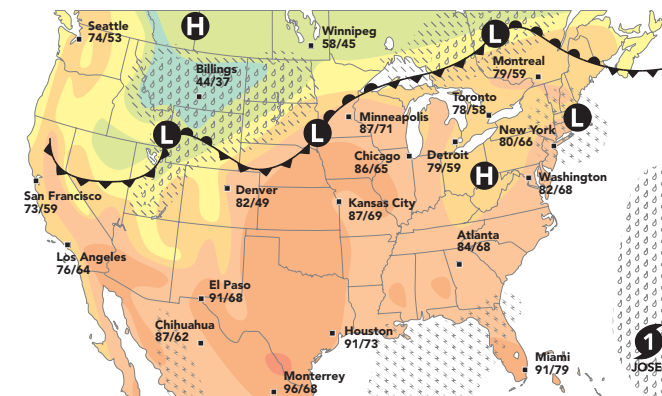 Seattle
74/53
H
Winnipeg
58/45
L
Montreal
79/59
Billings
44/37
Toronto
78/58
Minneapolis
87/71
L
L
L
New York
80/66
Chicago
86/65
Detroit
79/59
H
Washington
82/68
San Francisco
73/59
Denver
82/49
Kansas City
87/69
Atlanta
84/68
Los Angeles
76/64
El Paso
91/68
Chihuahua
87/62
Houston
91/73
1
Miami
91/79
Monterrey
96/68